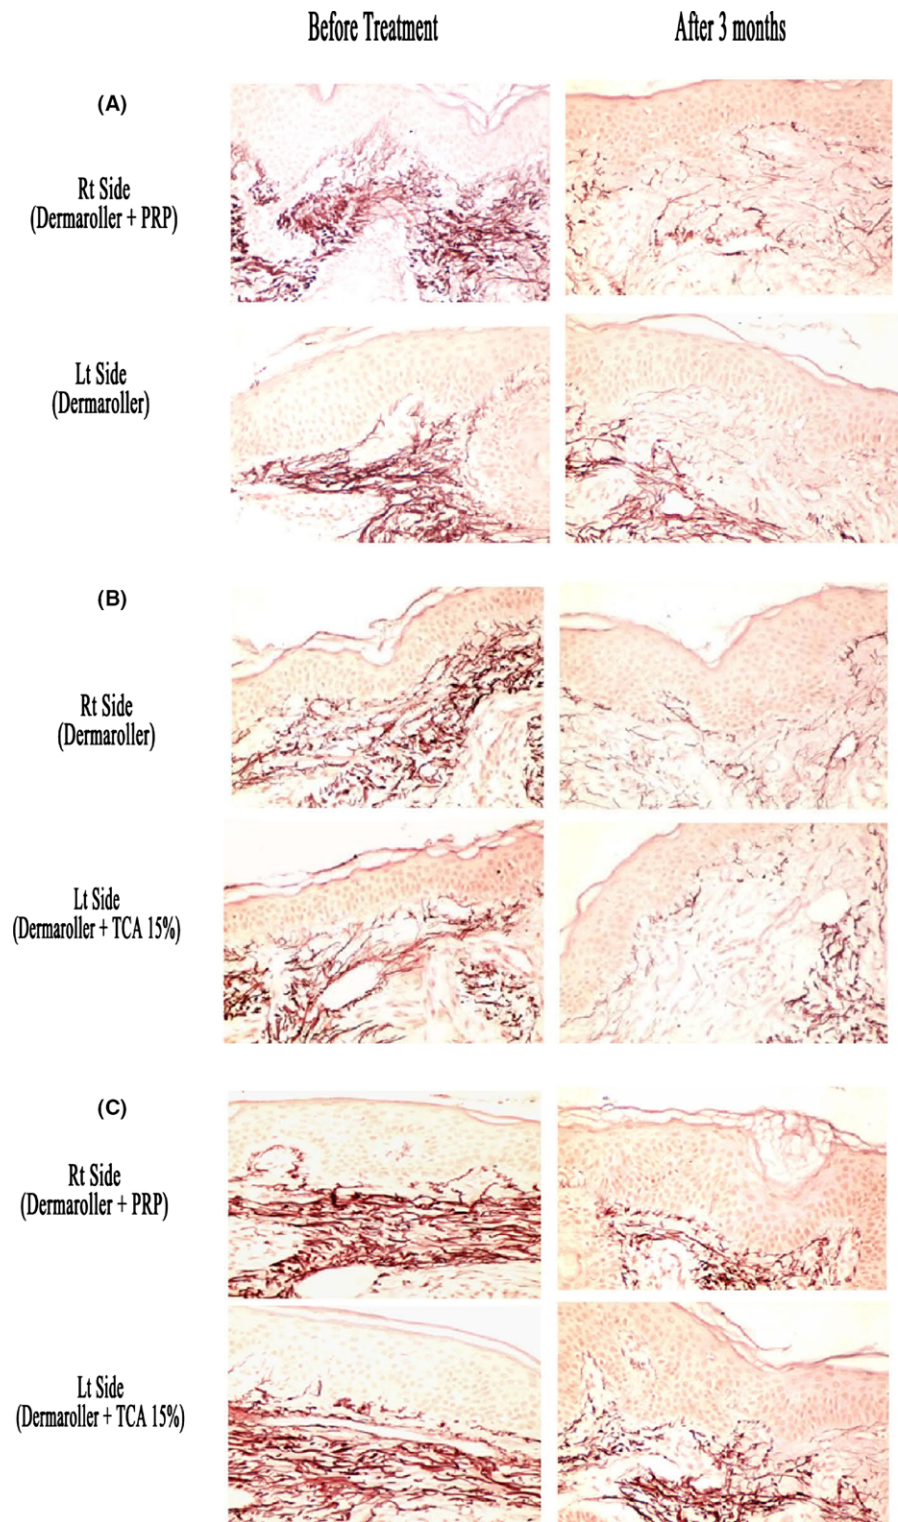 Before Treatment
After 3 months
(A)
Rt Side
(Dermaroller + PRP)
Lt Side
(Dermaroller)
(B)
Rt Side
(Dermaroller)
Lt Side
(Dermaroller + TCA 15%)
(C)
Rt Side
(Dermaroller + PRP)
Lt Side
(Dermaroller + TCA 15%)